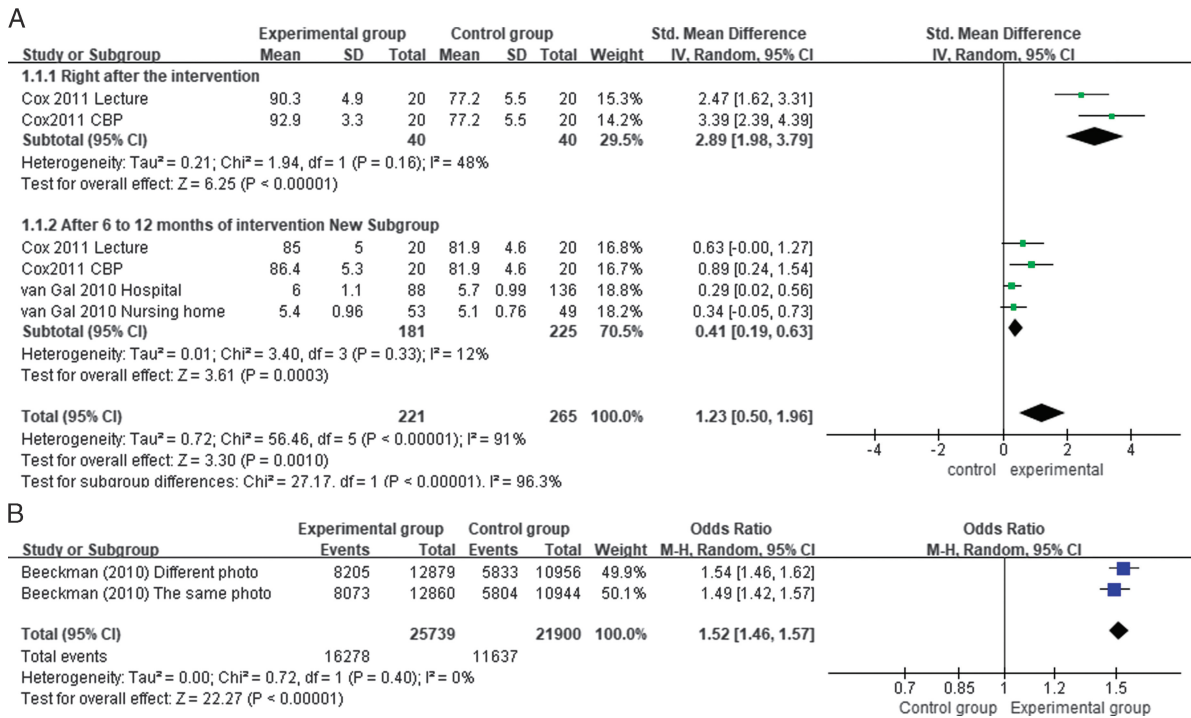 A
Experimental group Control group Std. Mean Difference Std. Mean Difference
Study or Subgroup Mean SD Total Mean SD Total Weight IV, Random, 95% CI IV, Random, 95% CI
1.1.1 Right after the intervention
Cox 2011 Lecture 90.3 4.9 20 77.2 5.5 20 15.3% 2.47 [1.62, 3.31]
Cox2011 CBP 92.9 3.3 20 77.2 5.5 20 14.2% 3.39 [2.39, 4.39]
Subtotal (95% CI) 40 40 29.5% 2.89 [1.98, 3.79]
Heterogeneity: Tau² = 0.21; Chi² = 1.94, df = 1 (P = 0.16); I² = 48%
Test for overall effect: Z = 6.25 (P < 0.00001)
1.1.2 After 6 to 12 months of intervention New Subgroup
Cox 2011 Lecture 85 5 20 81.9 4.6 20 16.8% 0.63 [-0.00, 1.27]
Cox2011 CBP 86.4 5.3 20 81.9 4.6 20 16.7% 0.89 [0.24, 1.54]
van Gal 2010 Hospital 6 1.1 88 5.7 0.99 136 18.8% 0.29 [0.02, 0.56]
van Gal 2010 Nursing home 5.4 0.96 53 5.1 0.76 49 18.2% 0.34 [-0.05, 0.73]
Subtotal (95% CI) 181 225 70.5% 0.41 [0.19, 0.63]
Heterogeneity: Tau² = 0.01; Chi² = 3.40, df = 3 (P = 0.33); I² = 12%
Test for overall effect: Z = 3.61 (P = 0.0003)
Total (95% CI) 221 265 100.0% 1.23 [0.50, 1.96]
Heterogeneity: Tau² = 0.72; Chi² = 56.46, df = 5 (P < 0.00001); I² = 91%
Test for overall effect: Z = 3.30 (P = 0.0010)
Test for subgroup differences: Chi² = 27.17, df = 1 (P < 0.00001), I² = 96.3%
-4 -2 0 2 4
control experimental
B
Experimental group Control group Odds Ratio Odds Ratio
Study or Subgroup Events Total Events Total Weight M-H, Random, 95% CI M-H, Random, 95% CI
Beeckman (2010) Different photo 8205 12879 5833 10956 49.9% 1.54 [1.46, 1.62]
Beeckman (2010) The same photo 8073 12860 5804 10944 50.1% 1.49 [1.42, 1.57]
Total (95% CI) 25739 21900 100.0% 1.52 [1.46, 1.57]
Total events 16278 11637
Heterogeneity: Tau² = 0.00; Chi² = 0.72, df = 1 (P = 0.40); I² = 0%
Test for overall effect: Z = 22.27 (P < 0.00001)
0.7 0.85 1 1.2 1.5
Control group Experimental group